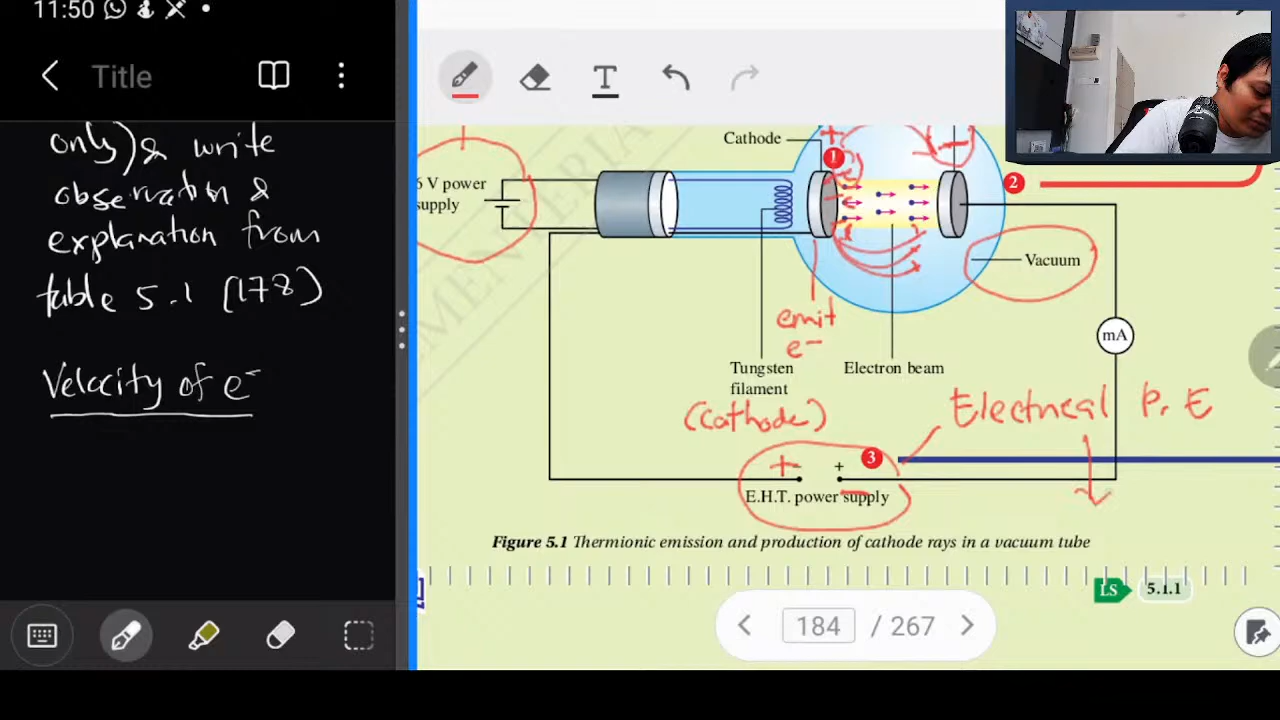 11:50
Title
only) & write
observation &
explanation from
table 5.1 (178)
Velocity of e-
Cathode
+
1
2
6 V power
supply
Vacuum
emit
e-
mA
Tungsten
filament
Electron beam
(Cathode)
Electrical P.E
3
+
+
E.H.T. power supply
Figure 5.1 Thermionic emission and production of cathode rays in a vacuum tube
LS 5.1.1
184 / 267